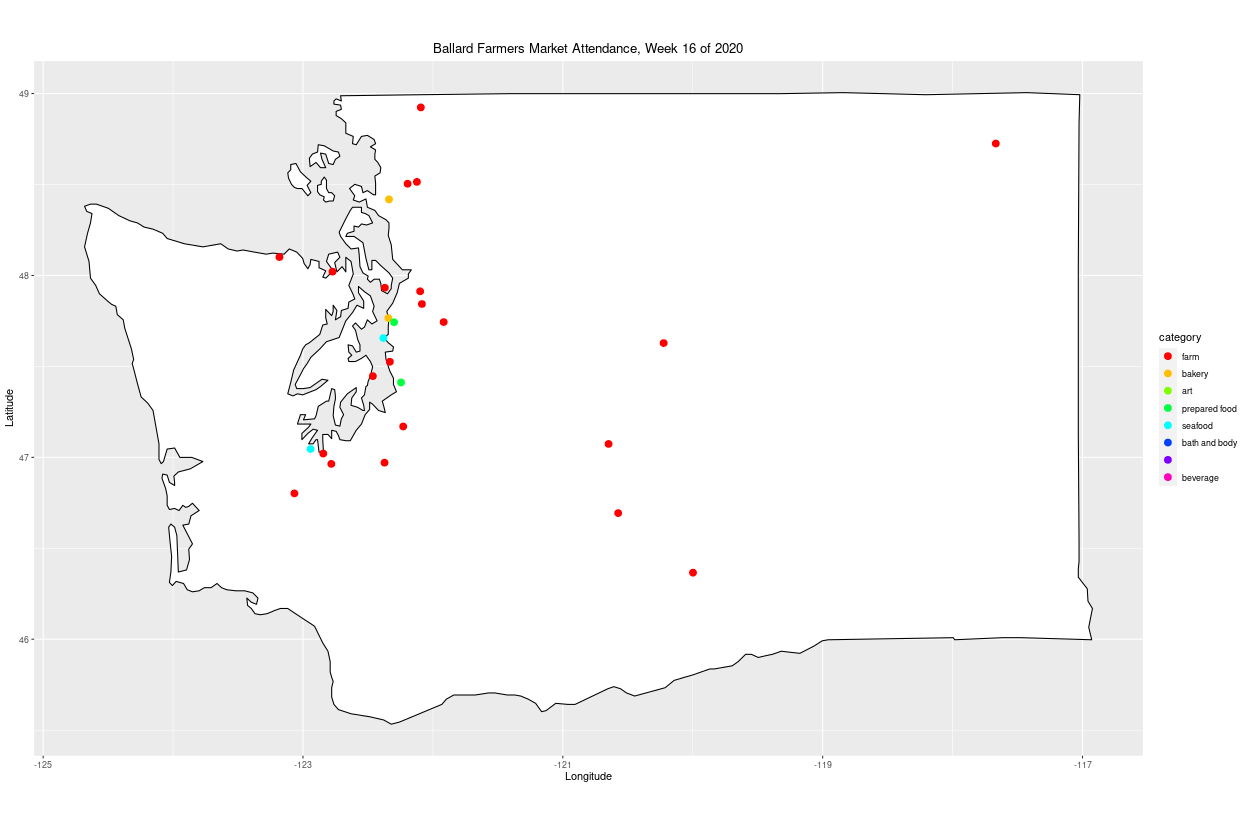 Ballard Farmers Market Attendance, Week 16 of 2020
49
48
47
46
Latitude
-125
-123
-121
-119
-117
Longitude
category
farm
bakery
art
prepared food
seafood
bath and body
beverage